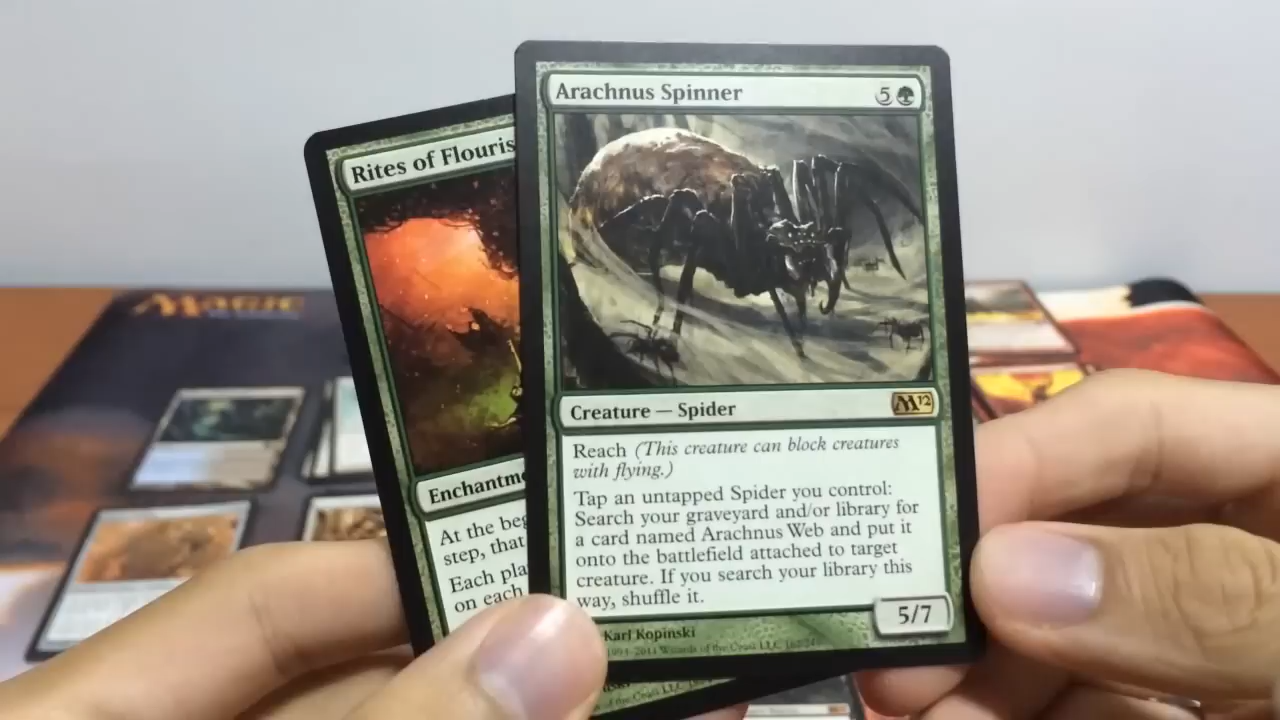 Arachnus Spinner
5
Rites of Flouris
Creature — Spider
M12
Reach (This creature can block creatures
with flying.)
Tap an untapped Spider you control:
Search your graveyard and/or library for
a card named Arachnus Web and put it
onto the battlefield attached to target
creature. If you search your library this
way, shuffle it.
5/7
Karl Kopinski
Enchantme
At the beg
step, that
Each pla
on each
MAGIC